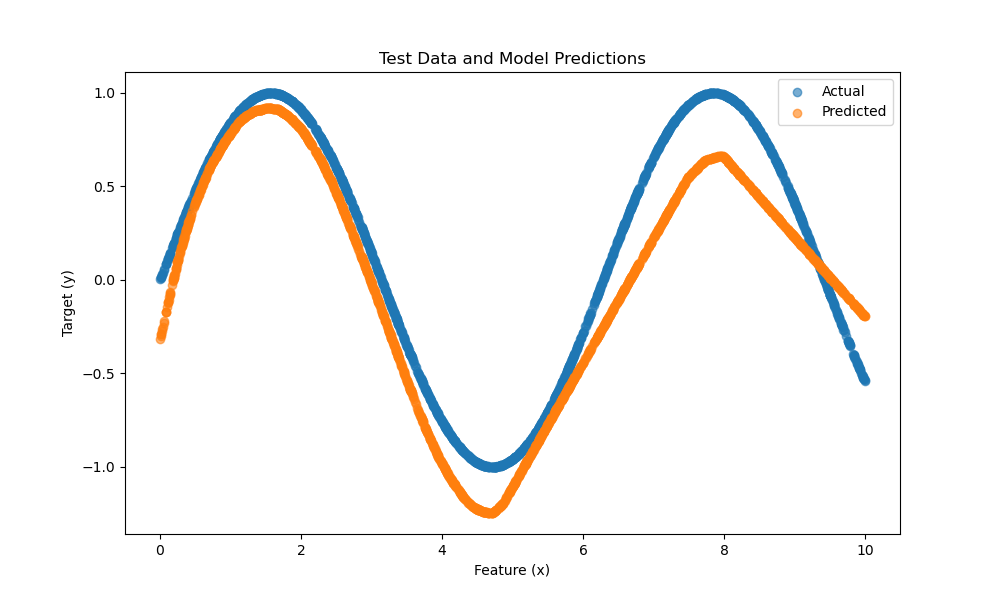 Test Data and Model Predictions
Actual
Predicted
1.0
0.5
0.0
−0.5
−1.0
Target (y)
0 2 4 6 8 10
Feature (x)